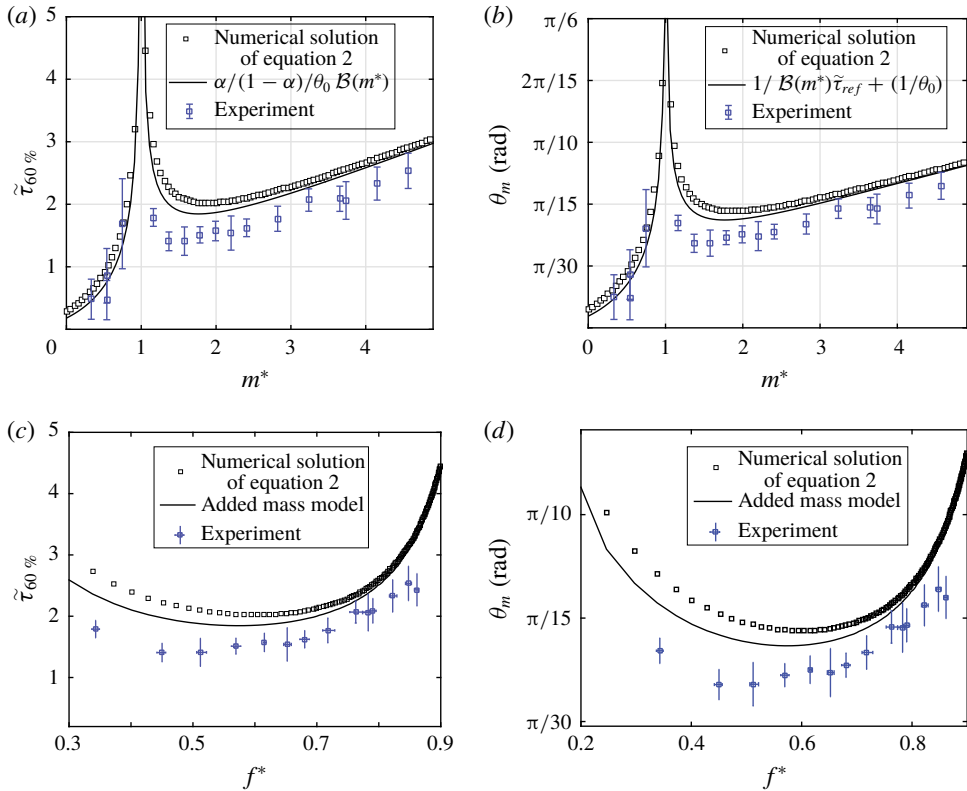 (a)
5
4
3
2
1
τ̃60 %
Numerical solution
of equation 2
α/(1 − α)/θ0 B(m*)
Experiment
0
1
2
3
4
5
m*
(b)
π/6
2π/15
π/10
π/15
π/30
θm (rad)
Numerical solution
of equation 2
1/ B(m*)τ̃ref + (1/θ0)
Experiment
0
1
2
3
4
5
m*
(c)
5
4
3
2
1
τ̃60 %
Numerical solution
of equation 2
Added mass model
Experiment
0.3
0.5
0.7
0.9
f*
(d)
π/10
π/15
π/30
θm (rad)
Numerical solution
of equation 2
Added mass model
Experiment
0.2
0.4
0.6
0.8
f*